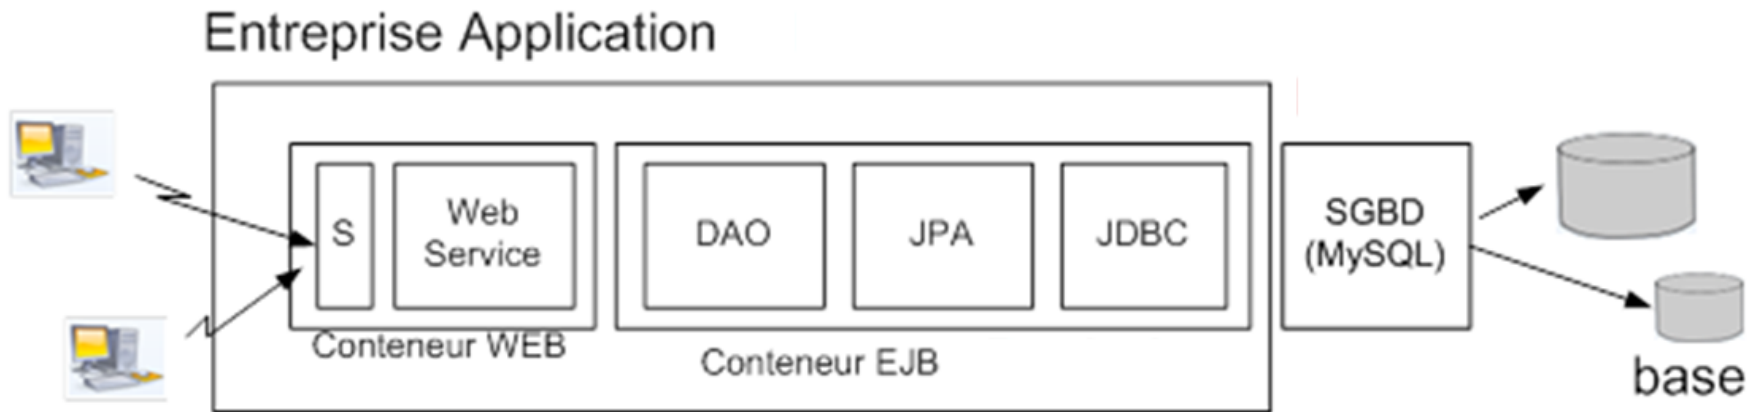 Entreprise Application
S
Web
Service
DAO
JPA
JDBC
SGBD
(MySQL)
Conteneur WEB
Conteneur EJB
base